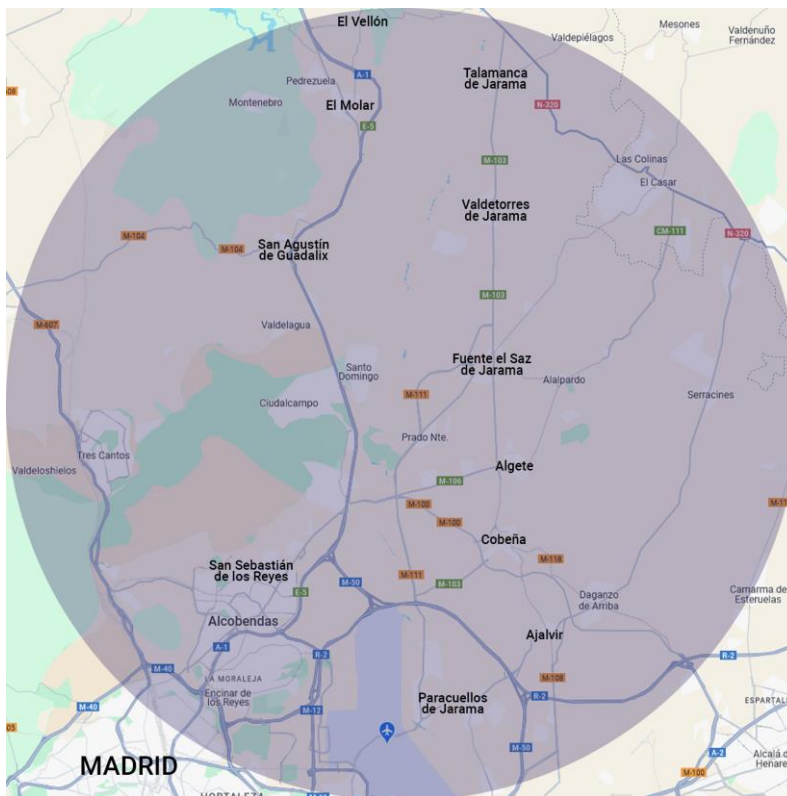 El Vellón
Mesones
Valdepiélagos
Valdenuño
Fernández
A-1
Pedrezuela
Talamanca
de Jarama
Montenebro
El Molar
N-320
E-5
M-103
Las Colinas
El Casar
Valdetorres
de Jarama
M-104
M-104
San Agustín
de Guadalix
CM-111
N-320
M-103
M-607
Valdelagua
Santo
Domingo
Fuente el Saz
de Jarama
Alalpardo
M-111
Serracines
Ciudalcampo
Prado Nte.
Tres Cantos
Valdeloshielos
Algete
M-106
M-100
M-100
Cobeña
M-118
San Sebastián
de los Reyes
M-50
M-111
M-103
E-5
Daganzo
de Arriba
Camarma de
Esteruelas
Alcobendas
Ajalvir
A-1
R-2
R-2
M-40
LA MORALEJA
M-108
Encinar de
los Reyes
Paracuellos
de Jarama
R-2
M-40
M-12
M-50
A-2
Alcalá de
Henare
MADRID
M-100
HORTALEZA